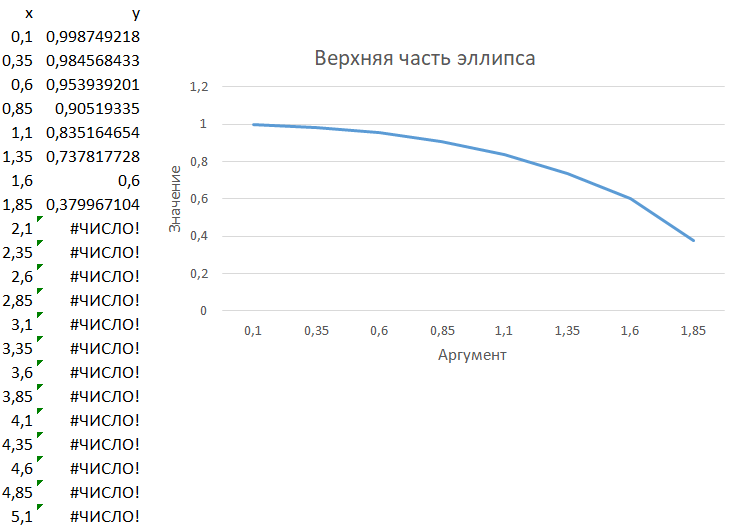 x y
0,1 0,998749218
0,35 0,984568433
0,6 0,953939201
0,85 0,90519335
1,1 0,835164654
1,35 0,737817728
1,6 0,6
1,85 0,379967104
2,1 #ЧИСЛО!
2,35 #ЧИСЛО!
2,6 #ЧИСЛО!
2,85 #ЧИСЛО!
3,1 #ЧИСЛО!
3,35 #ЧИСЛО!
3,6 #ЧИСЛО!
3,85 #ЧИСЛО!
4,1 #ЧИСЛО!
4,35 #ЧИСЛО!
4,6 #ЧИСЛО!
4,85 #ЧИСЛО!
5,1 #ЧИСЛО!
Верхняя часть эллипса
Значение
1,2
1
0,8
0,6
0,4
0,2
0
0,1 0,35 0,6 0,85 1,1 1,35 1,6 1,85
Аргумент